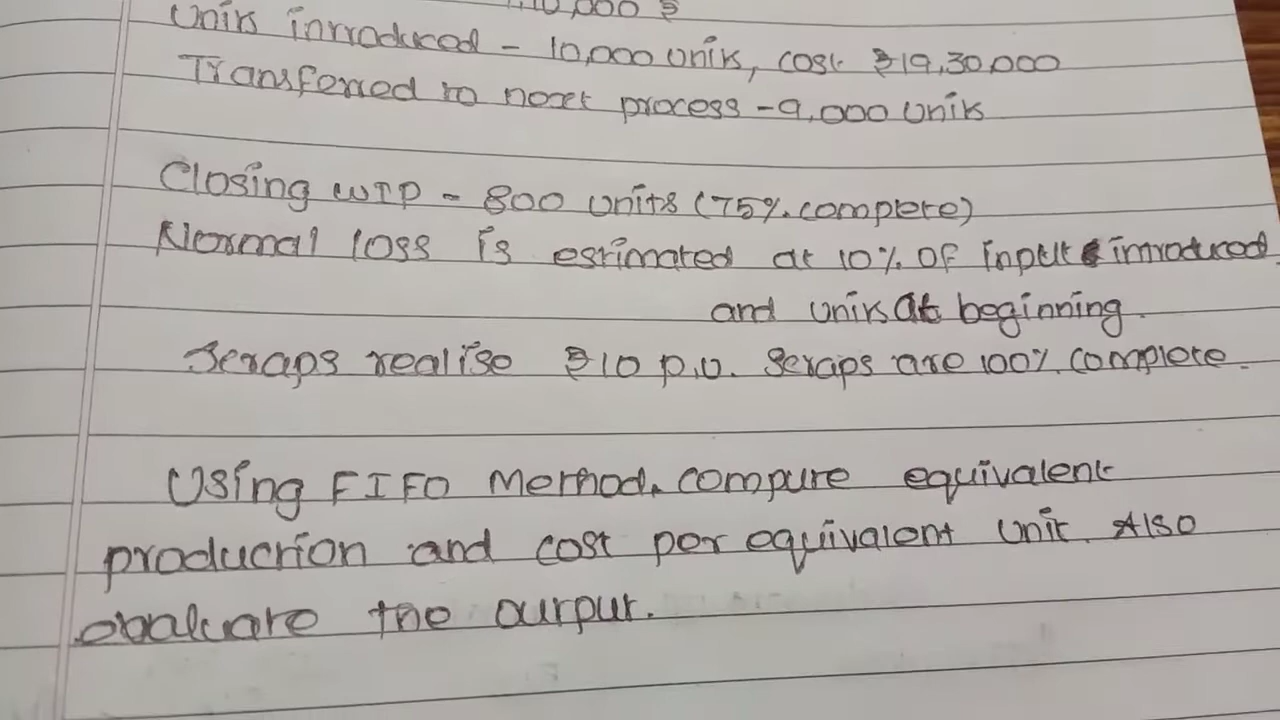 10,000 ₹
Units introduced - 10,000 units, cost ₹19,30,000
Transferred to next process - 9,000 units
Closing WIP - 800 units (75% complete)
Normal loss is estimated at 10% of input introduced
and units at beginning.
Scraps realise ₹10 p.u. Scraps are 100% complete.
Using FIFO Method, compute equivalent
production and cost per equivalent unit. Also
evaluate the output.